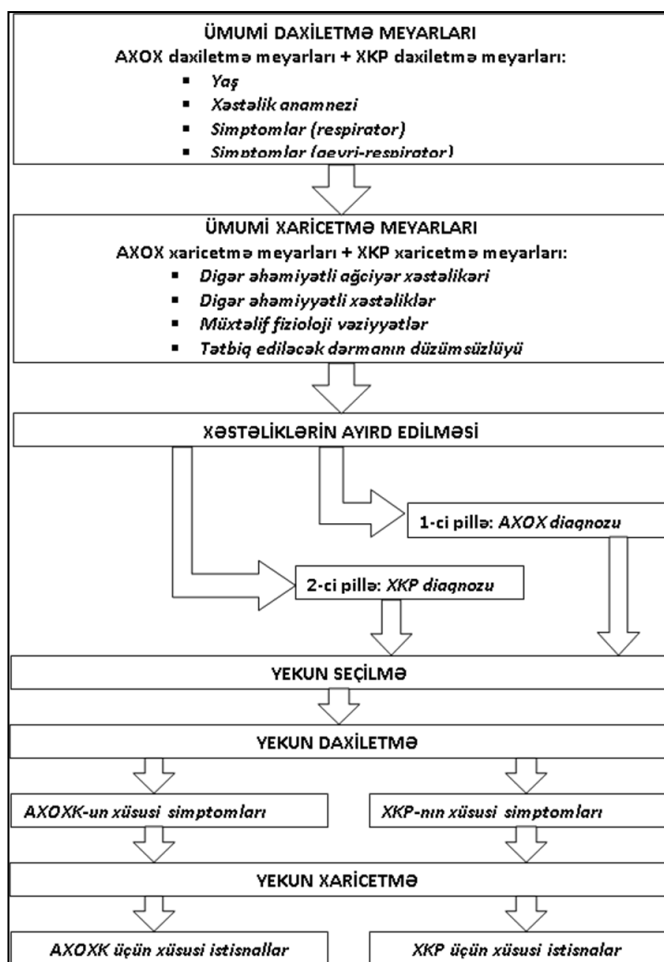 ÜMUMİ DAXİLETMƏ MEYARLARI
AXOX daxiletmə meyarları + XKP daxiletmə meyarları:
▪ Yaş
▪ Xəstəlik anamnezi
▪ Simptomlar (respirator)
▪ Simptomlar (qeyri-respirator)
ÜMUMİ XARİCETMƏ MEYARLARI
AXOX xaricetmə meyarları + XKP xaricetmə meyarları:
▪ Digər əhəmiyətli ağciyər xəstəlikəri
▪ Digər əhəmiyyətli xəstəliklər
▪ Müxtəlif fizioloji vəziyyətlər
▪ Tətbiq ediləcək dərmanın düzümsüzlüyü
XƏSTƏLİKLƏRİN AYIRD EDİLMƏSİ
1-ci pillə: AXOX diaqnozu
2-ci pillə: XKP diaqnozu
YEKUN SEÇİLMƏ
YEKUN DAXİLETMƏ
AXOXK-un xüsusi simptomları
XKP-nın xüsusi simptomları
YEKUN XARİCETMƏ
AXOXK üçün xüsusi istisnallar
XKP üçün xüsusi istisnalar